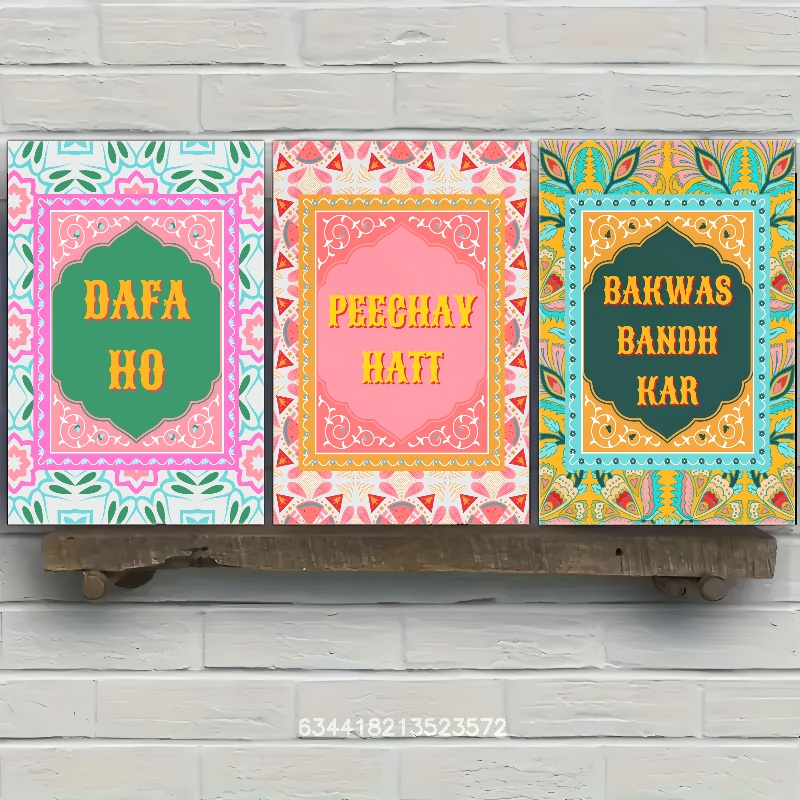 DAFA
HO
PEECHAY
HATT
BAKWAS
BANDH
KAR
634418213523572